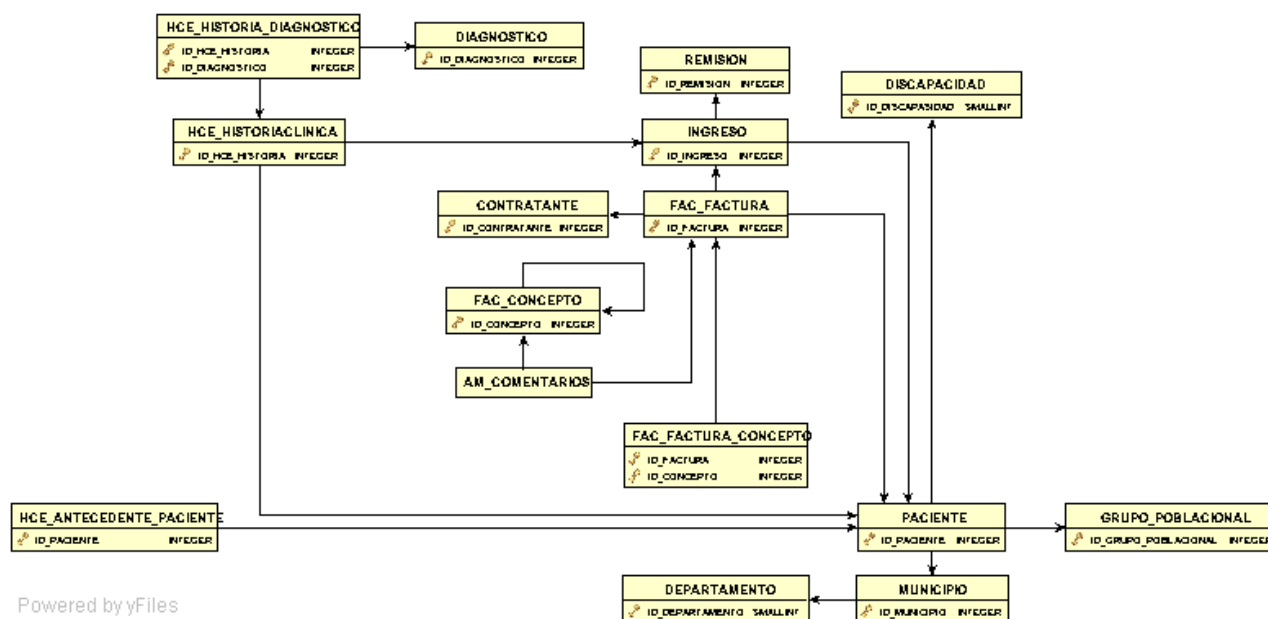 HCE_HISTORIA_DIAGNOSTICO
ID_HCE_HISTORIA INTEGER
ID_DIAGNOSTICO INTEGER
DIAGNOSTICO
ID_DIAGNOSTICO INTEGER
REMISION
ID_REMISION INTEGER
DISCAPACIDAD
ID_DISCAPASIDAD SMALLINT
HCE_HISTORIACLINICA
ID_HCE_HISTORIA INTEGER
INGRESO
ID_INGRESO INTEGER
CONTRATANTE
ID_CONTRATANTE INTEGER
FAC_FACTURA
ID_FACTURA INTEGER
FAC_CONCEPTO
ID_CONCEPTO INTEGER
AM_COMENTARIOS
FAC_FACTURA_CONCEPTO
ID_FACTURA INTEGER
ID_CONCEPTO INTEGER
HCE_ANTECEDENTE_PACIENTE
ID_PACIENTE INTEGER
PACIENTE
ID_PACIENTE INTEGER
GRUPO_POBLACIONAL
ID_GRUPO_POBLACIONAL INTEGER
DEPARTAMENTO
ID_DEPARTAMENTO SMALLINT
MUNICIPIO
ID_MUNICIPIO INTEGER
Powered by yFiles